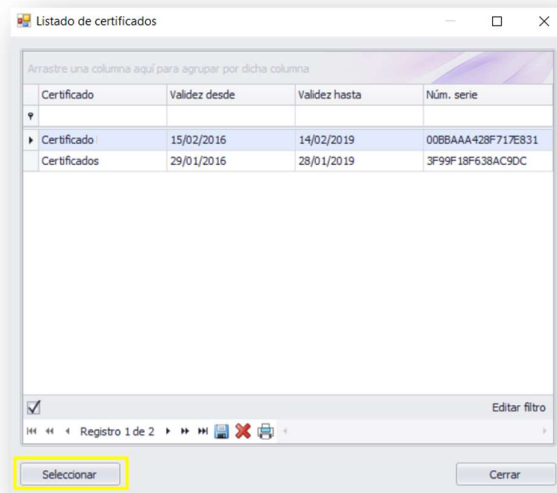 Listado de certificados
Arrastre una columna aquí para agrupar por dicha columna
Certificado Validez desde Validez hasta Núm. serie
Certificado 15/02/2016 14/02/2019 00BBAAA428F717E831
Certificados 29/01/2016 28/01/2019 3F99F18F638AC9DC
Editar filtro
Registro 1 de 2
Seleccionar Cerrar